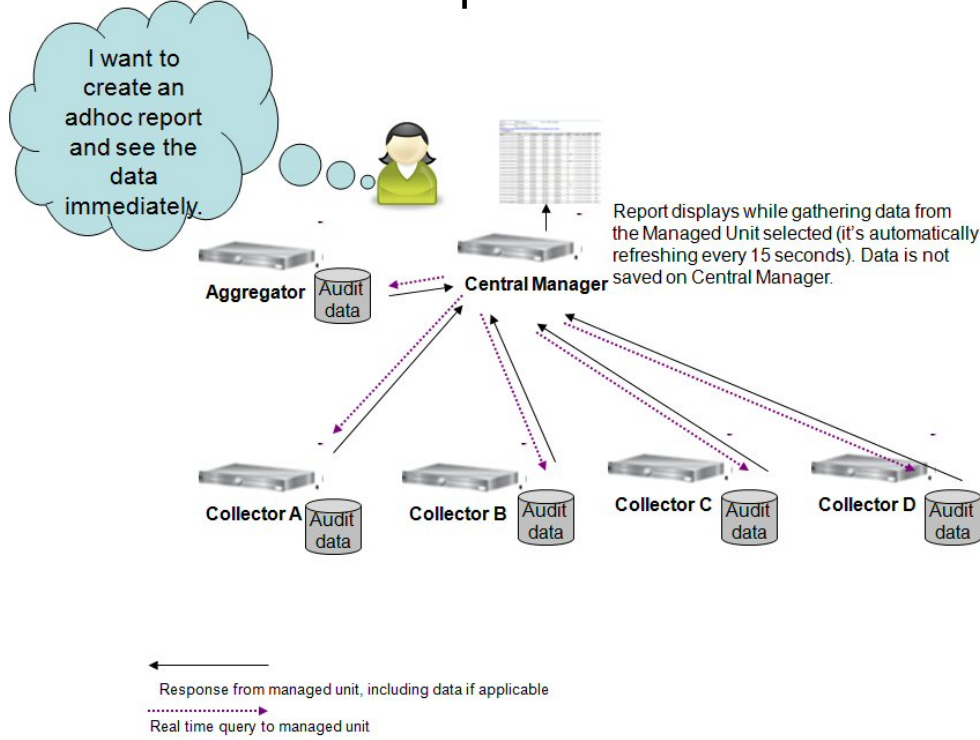 I want to
create an
adhoc report
and see the
data
immediately.
Report displays while gathering data from
the Managed Unit selected (it's automatically
refreshing every 15 seconds). Data is not
saved on Central Manager.
Aggregator
Audit
data
Central Manager
Collector A
Audit
data
Collector B
Audit
data
Collector C
Audit
data
Collector D
Audit
data
Response from managed unit, including data if applicable
Real time query to managed unit